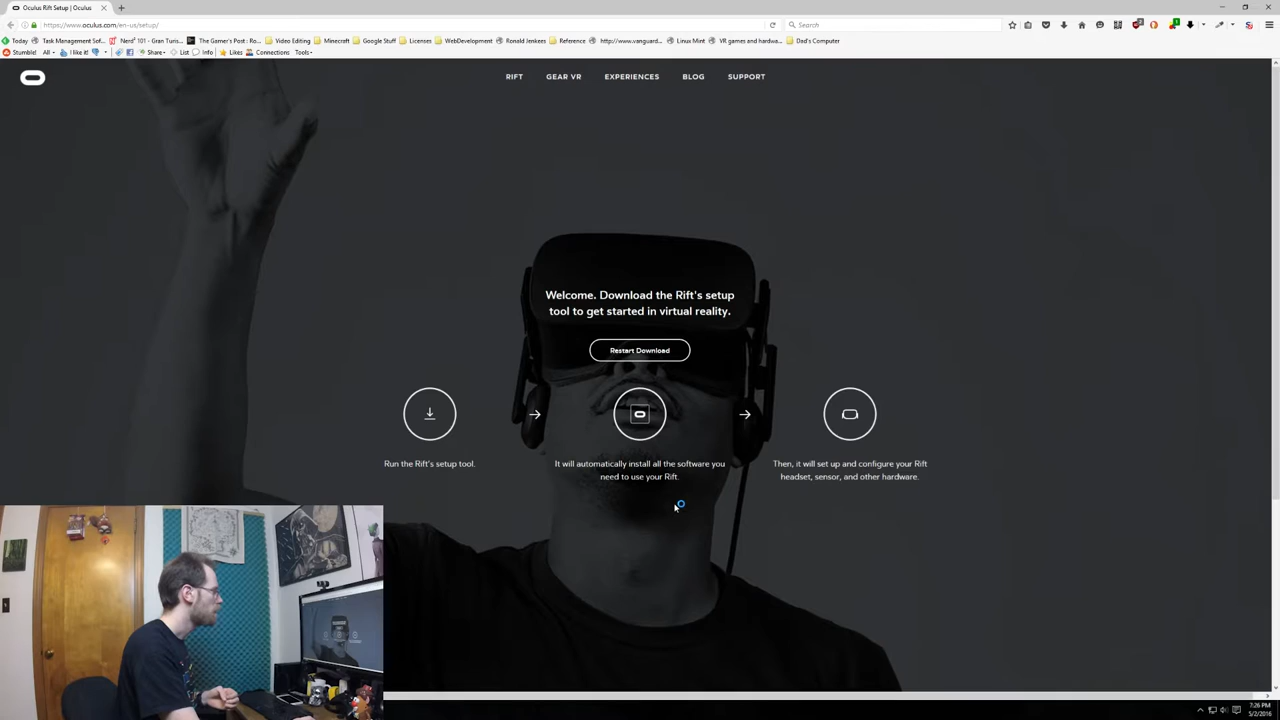 Oculus Rift Setup | Oculus
https://www.oculus.com/en-us/setup/
Search
Today
Task Management Sof...
Nerd³ 101 - Gran Turis...
The Gamer's Post : Ro...
Video Editing
Minecraft
Google Stuff
Licenses
WebDevelopment
Ronald Jenkees
Reference
http://www.vanguard...
Linux Mint
VR games and hardwa...
Dad's Computer
Stumble!
All
I like it!
Share
List
Info
Likes
Connections
Tools
RIFT
GEAR VR
EXPERIENCES
BLOG
SUPPORT
Welcome. Download the Rift's setup
tool to get started in virtual reality.
Restart Download
Run the Rift's setup tool.
It will automatically install all the software you
need to use your Rift.
Then, it will set up and configure your Rift
headset, sensor, and other hardware.
7:26 PM
5/2/2016